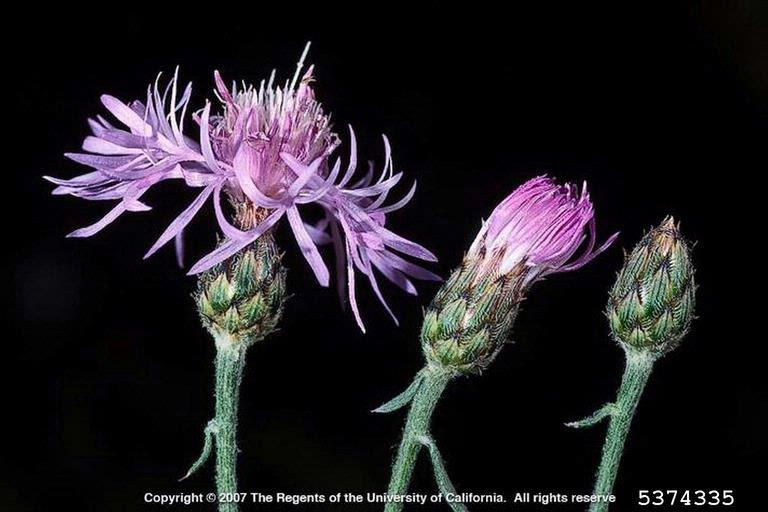 Copyright © 2007 The Regents of the University of California. All rights reserve 5374335